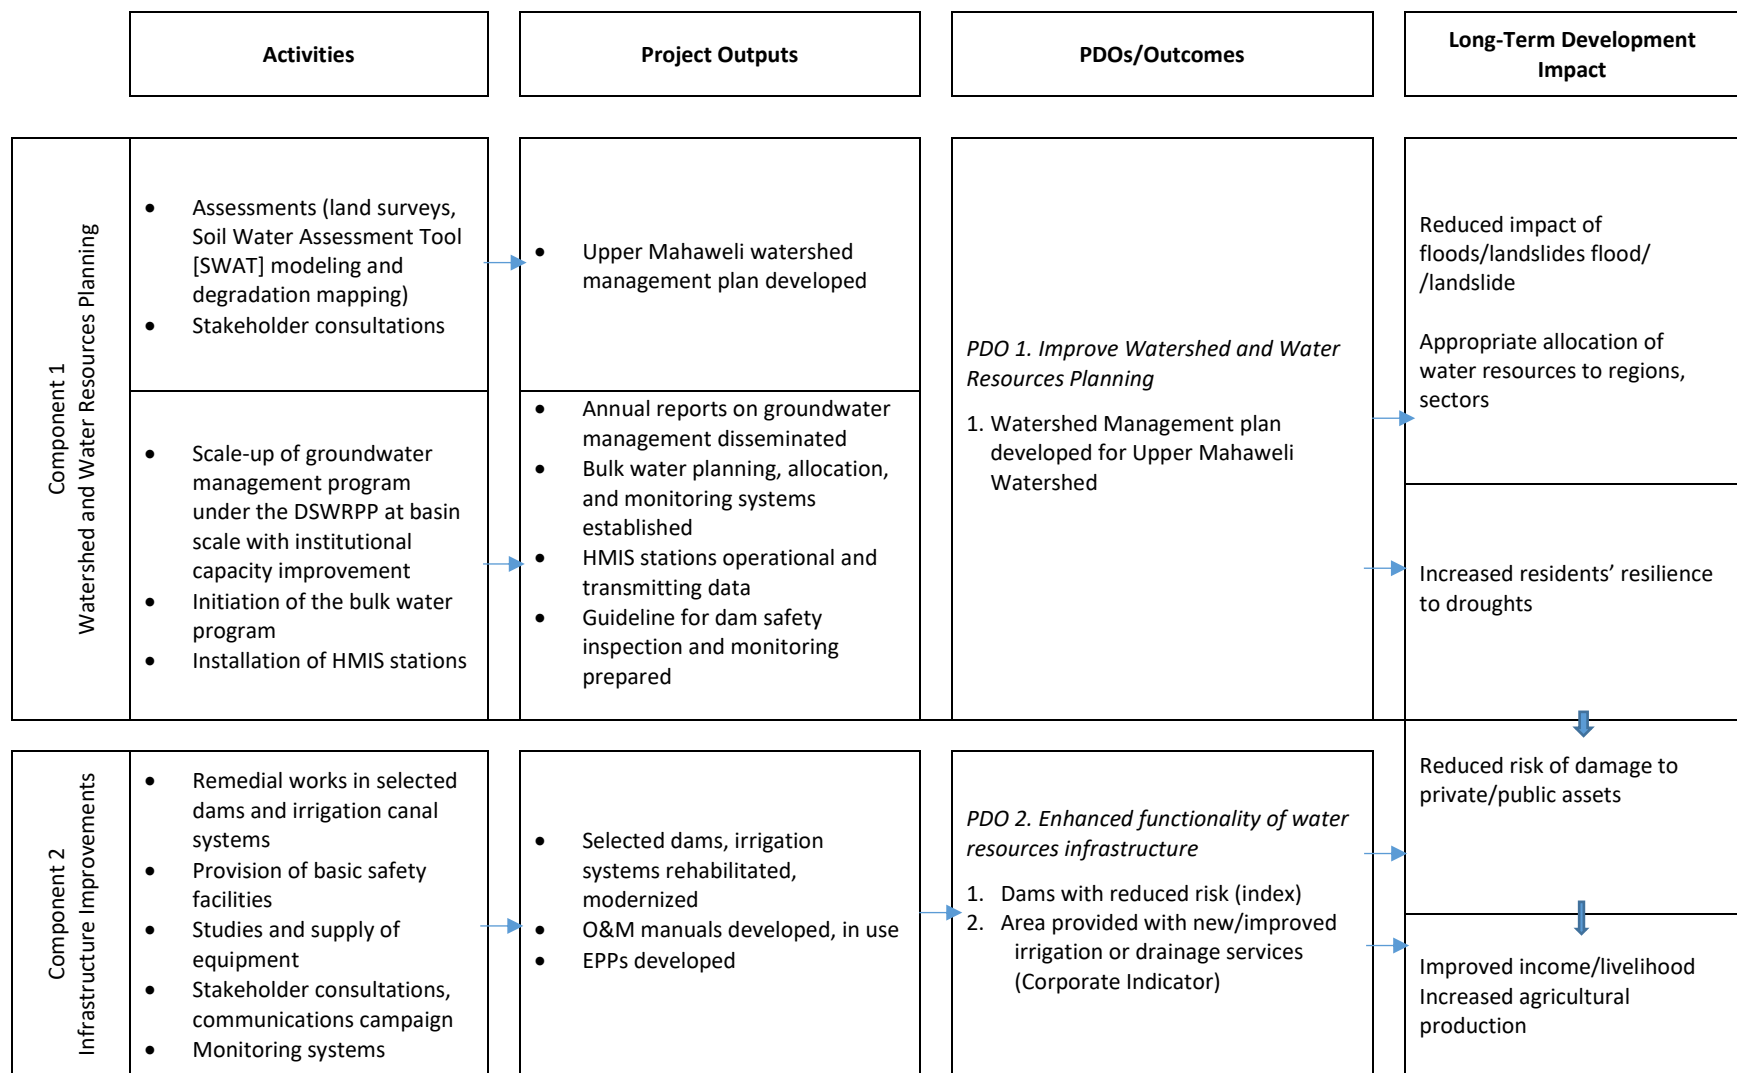 Activities
Project Outputs
PDOs/Outcomes
Long-Term Development
Impact
Component 1
Watershed and Water Resources Planning
• Assessments (land surveys,
Soil Water Assessment Tool
[SWAT] modeling and
degradation mapping)
• Stakeholder consultations
• Upper Mahaweli watershed
management plan developed
• Scale-up of groundwater
management program
under the DSWRPP at basin
scale with institutional
capacity improvement
• Initiation of the bulk water
program
• Installation of HMIS stations
• Annual reports on groundwater
management disseminated
• Bulk water planning, allocation,
and monitoring systems
established
• HMIS stations operational and
transmitting data
• Guideline for dam safety
inspection and monitoring
prepared
PDO 1. Improve Watershed and Water
Resources Planning
1. Watershed Management plan
developed for Upper Mahaweli
Watershed
Reduced impact of
floods/landslides flood/
/landslide
Appropriate allocation of
water resources to regions,
sectors
Increased residents’ resilience
to droughts
Component 2
Infrastructure Improvements
• Remedial works in selected
dams and irrigation canal
systems
• Provision of basic safety
facilities
• Studies and supply of
equipment
• Stakeholder consultations,
communications campaign
• Monitoring systems
• Selected dams, irrigation
systems rehabilitated,
modernized
• O&M manuals developed, in use
• EPPs developed
PDO 2. Enhanced functionality of water
resources infrastructure
1. Dams with reduced risk (index)
2. Area provided with new/improved
irrigation or drainage services
(Corporate Indicator)
Reduced risk of damage to
private/public assets
Improved income/livelihood
Increased agricultural
production